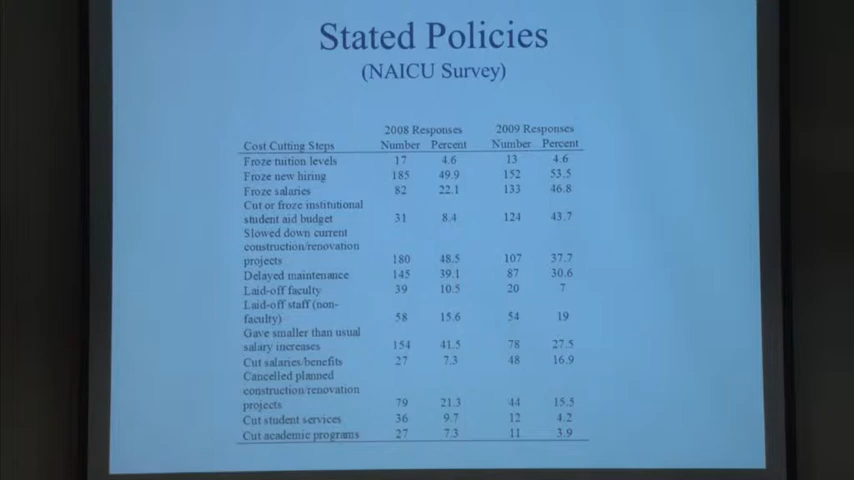 Stated Policies
(NAICU Survey)
2008 Responses 2009 Responses
Cost Cutting Steps Number Percent Number Percent
Froze tuition levels 17 4.6 13 4.6
Froze new hiring 185 49.9 152 53.5
Froze salaries 82 22.1 133 46.8
Cut or froze institutional
student aid budget 31 8.4 124 43.7
Slowed down current
construction/renovation
projects 180 48.5 107 37.7
Delayed maintenance 145 39.1 87 30.6
Laid-off faculty 39 10.5 20 7
Laid-off staff (non-
faculty) 58 15.6 54 19
Gave smaller than usual
salary increases 154 41.5 78 27.5
Cut salaries/benefits 27 7.3 48 16.9
Cancelled planned
construction/renovation
projects 79 21.3 44 15.5
Cut student services 36 9.7 12 4.2
Cut academic programs 27 7.3 11 3.9